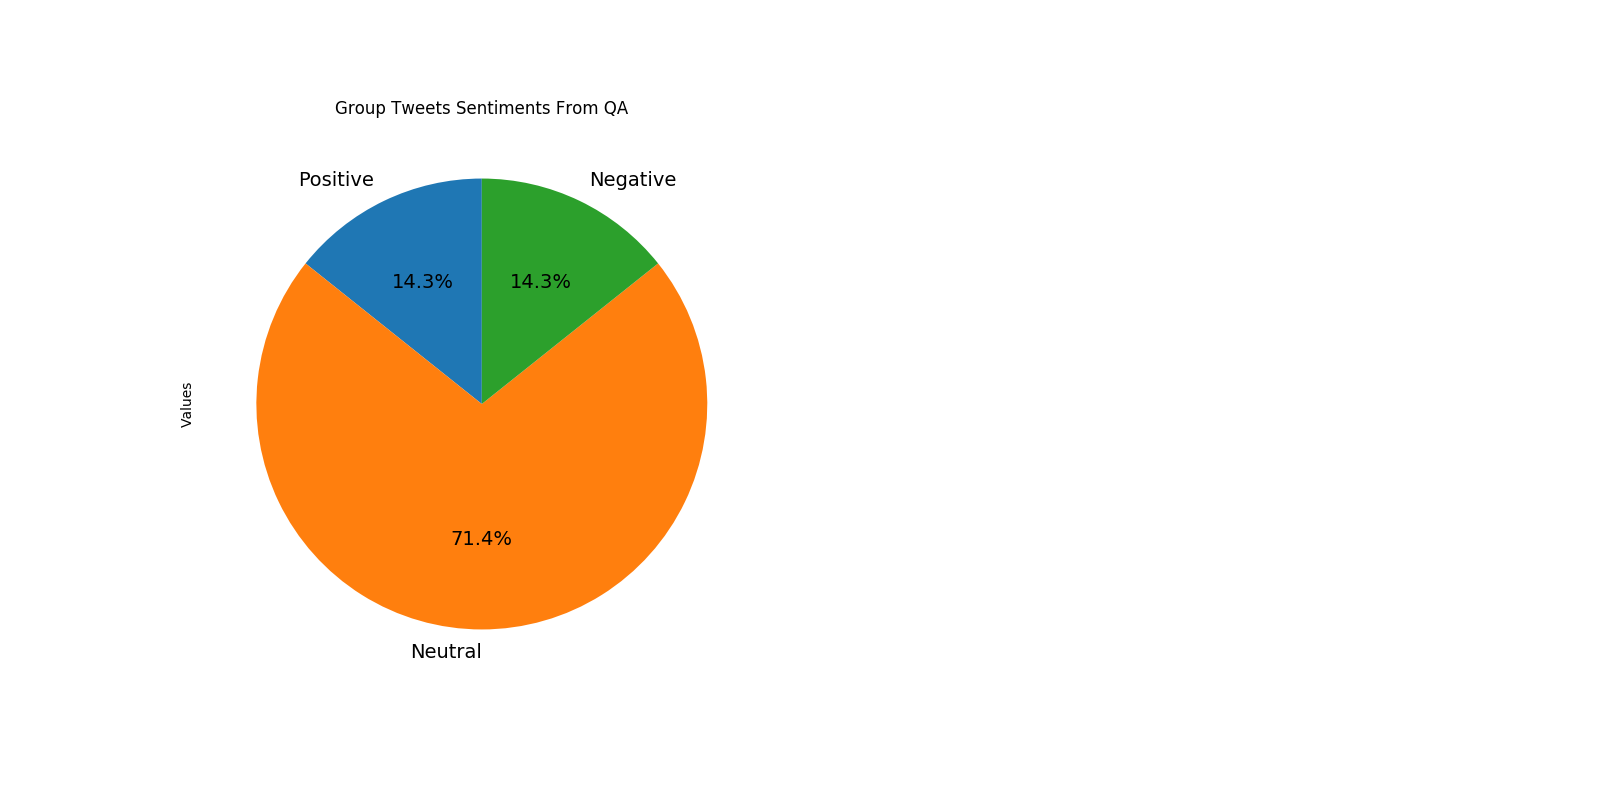 Group Tweets Sentiments From QA
Positive
Negative
14.3%
14.3%
Values
71.4%
Neutral